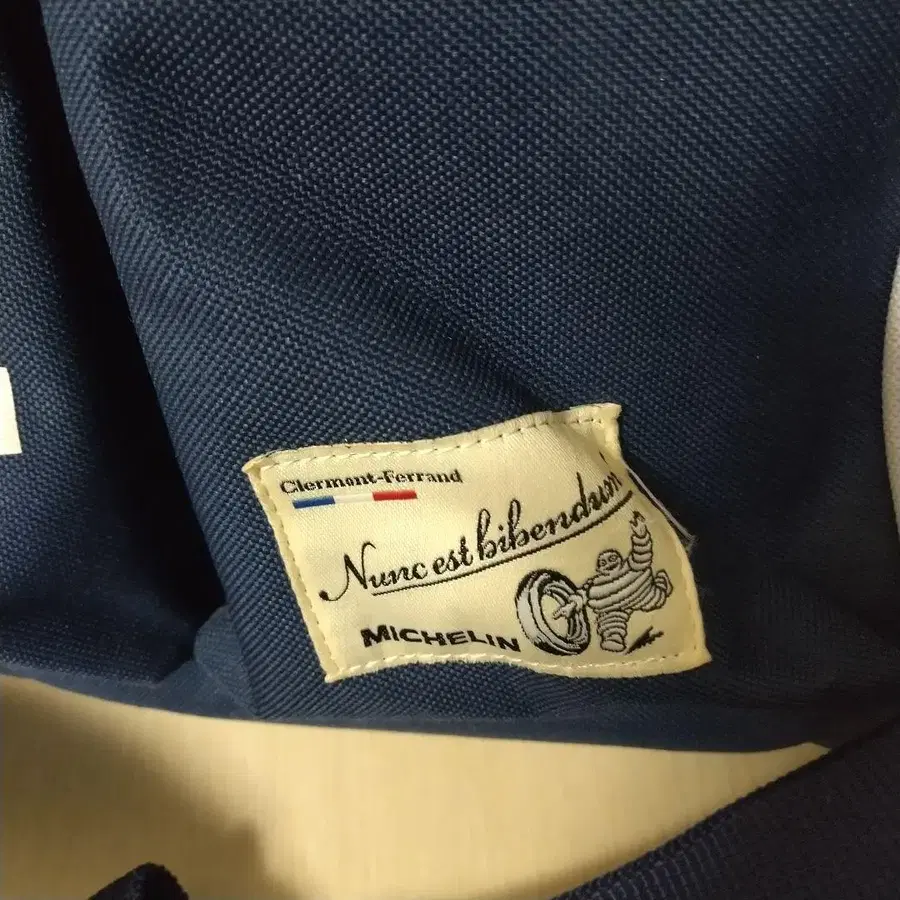 Clermont-Ferrand
Nunc est bibendum
MICHELIN